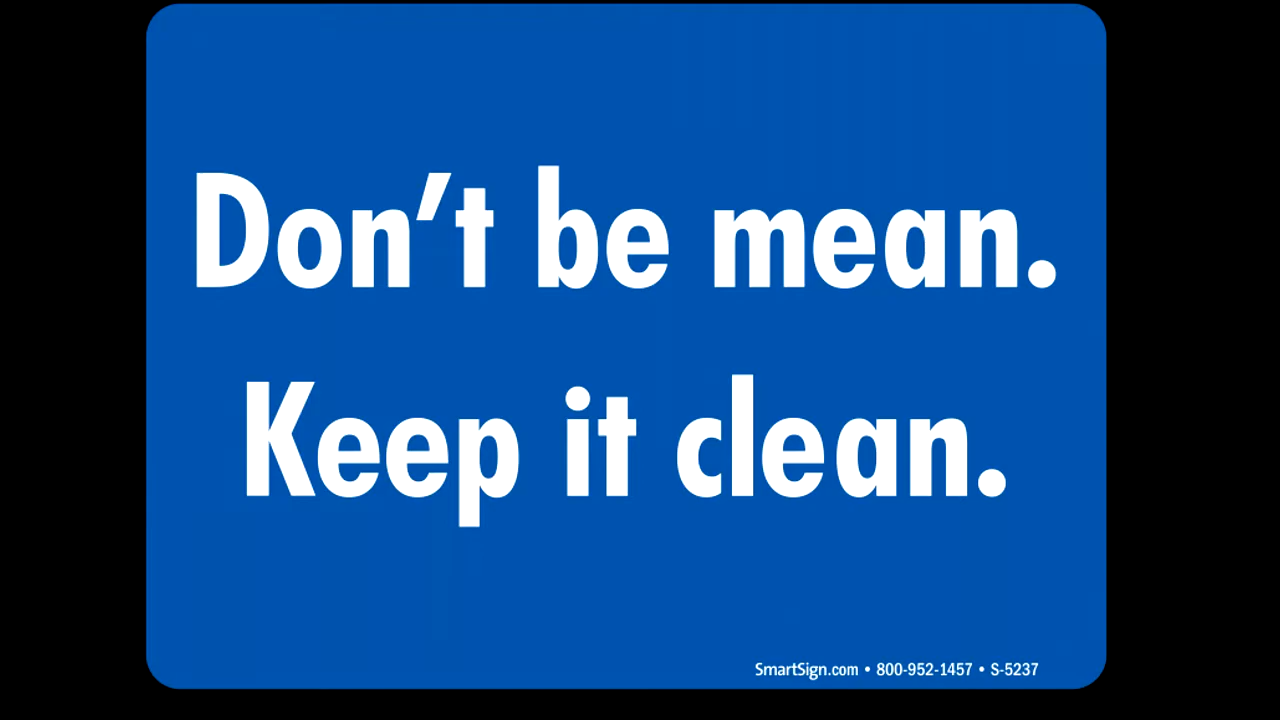 Don’t be mean.
Keep it clean.
SmartSign.com • 800-952-1457 • S-5237